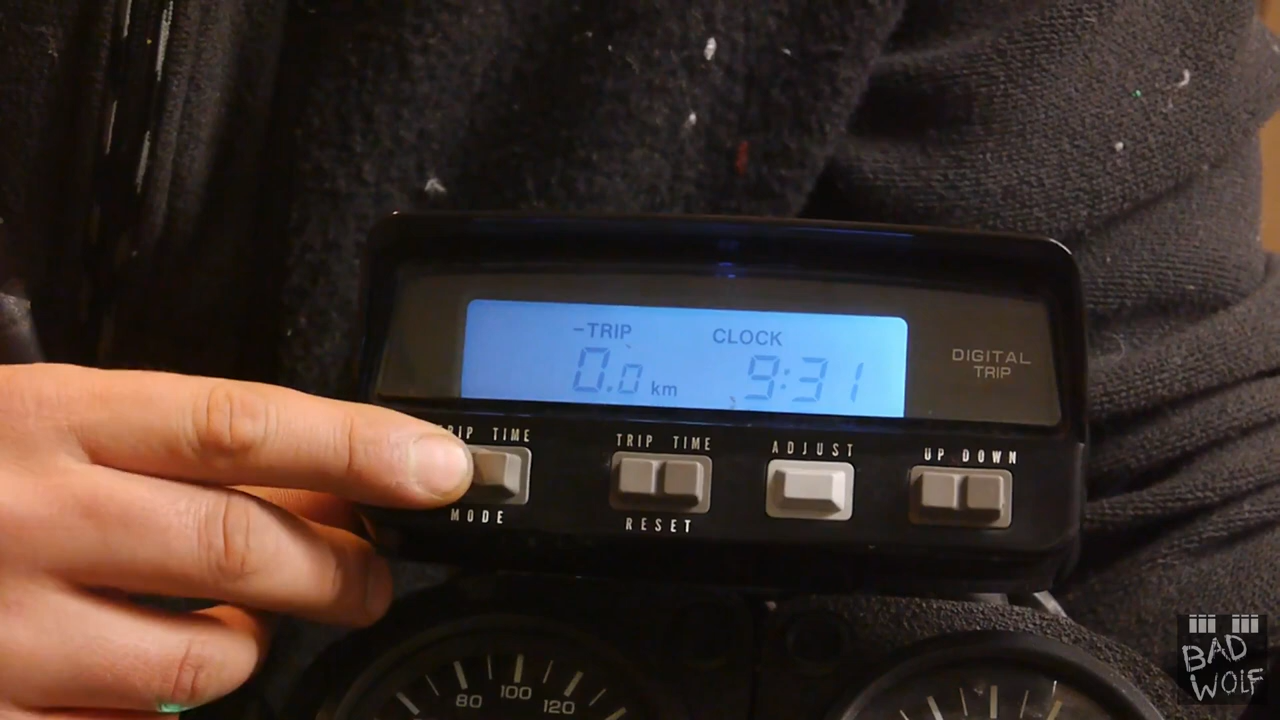 -TRIP CLOCK
0.0 km 9:31
DIGITAL
TRIP
TRIP TIME
MODE
TRIP TIME
RESET
ADJUST
UP DOWN
80 100 120
BAD
WOLF